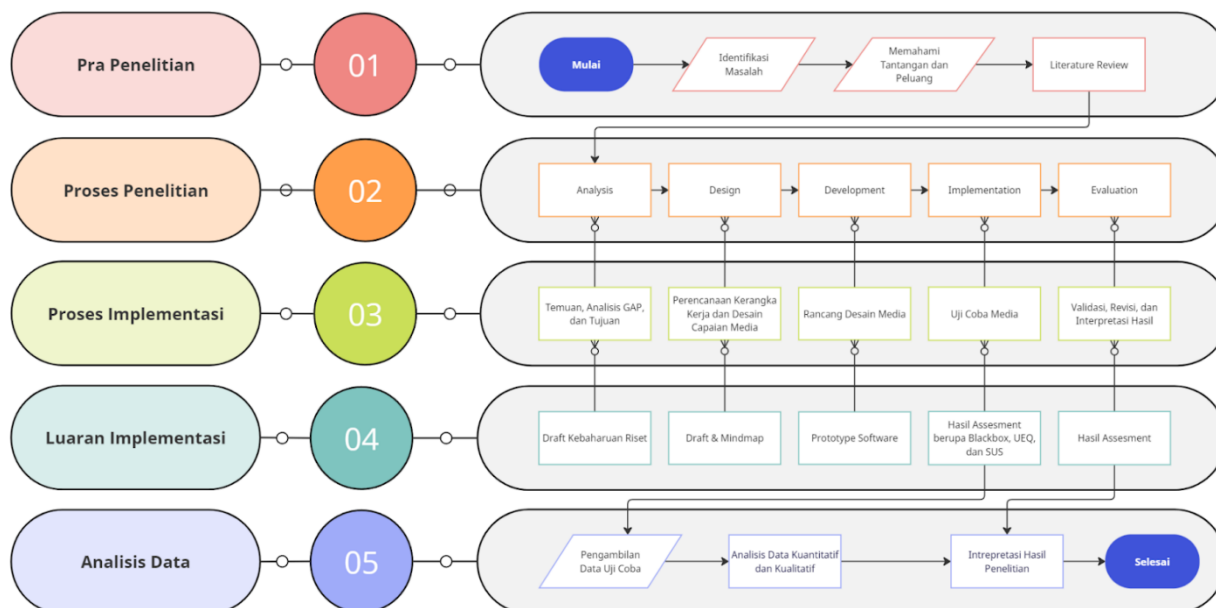 Pra Penelitian
01
Mulai
Identifikasi
Masalah
Memahami
Tantangan dan
Peluang
Literature Review
Proses Penelitian
02
Analysis
Design
Development
Implementation
Evaluation
Proses Implementasi
03
Temuan, Analisis GAP,
dan Tujuan
Perencanaan Kerangka
Kerja dan Desain
Capaian Media
Rancang Desain Media
Uji Coba Media
Validasi, Revisi, dan
Interpretasi Hasil
Luaran Implementasi
04
Draft Kebaharuan Riset
Draft & Mindmap
Prototype Software
Hasil Assesment
berupa Blackbox, UEQ,
dan SUS
Hasil Assesment
Analisis Data
05
Pengambilan
Data Uji Coba
Analisis Data Kuantitatif
dan Kualitatif
Intrepretasi Hasil
Penelitian
Selesai